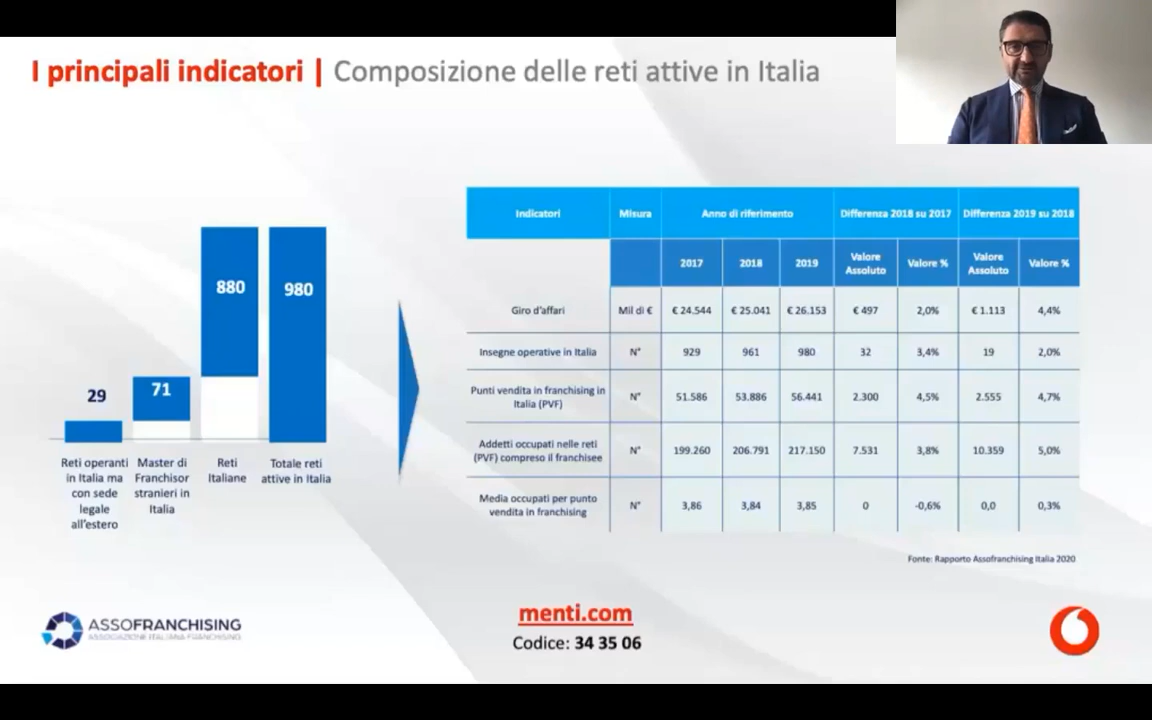 I principali indicatori | Composizione delle reti attive in Italia
29
71
880
980
Reti operanti
in Italia ma
con sede
legale
all'estero
Master di
Franchisor
stranieri in
Italia
Reti
Italiane
Totale reti
attive in Italia
Indicatori Misura Anno di riferimento Differenza 2018 su 2017 Differenza 2019 su 2018
2017 2018 2019 Valore Assoluto Valore % Valore Assoluto Valore %
Giro d'affari Mil di € € 24.544 € 25.041 € 26.153 € 497 2,0% € 1.113 4,4%
Insegne operative in Italia N° 929 961 980 32 3,4% 19 2,0%
Punti vendita in franchising in
Italia (PVF) N° 51.586 53.886 56.441 2.300 4,5% 2.555 4,7%
Addetti occupati nelle reti
(PVF) compreso il franchisee N° 199.260 206.791 217.150 7.531 3,8% 10.359 5,0%
Media occupati per punto
vendita in franchising N° 3,86 3,84 3,85 0 -0,6% 0,0 0,3%
Fonte: Rapporto Assofranchising Italia 2020
ASSOFRANCHISING
ASSOCIAZIONE ITALIANA FRANCHISING
menti.com
Codice: 34 35 06